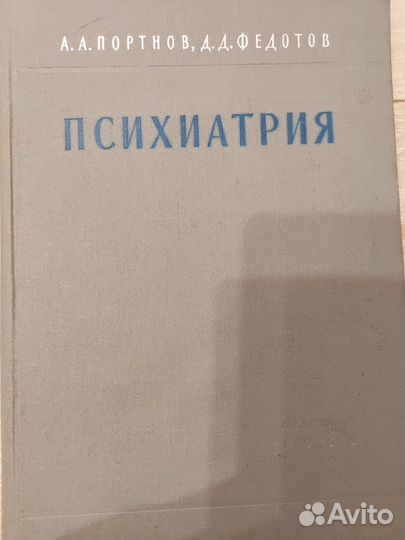 А. А. ПОРТНОВ, Д. Д. ФЕДОТОВ
ПСИХИАТРИЯ
Avito